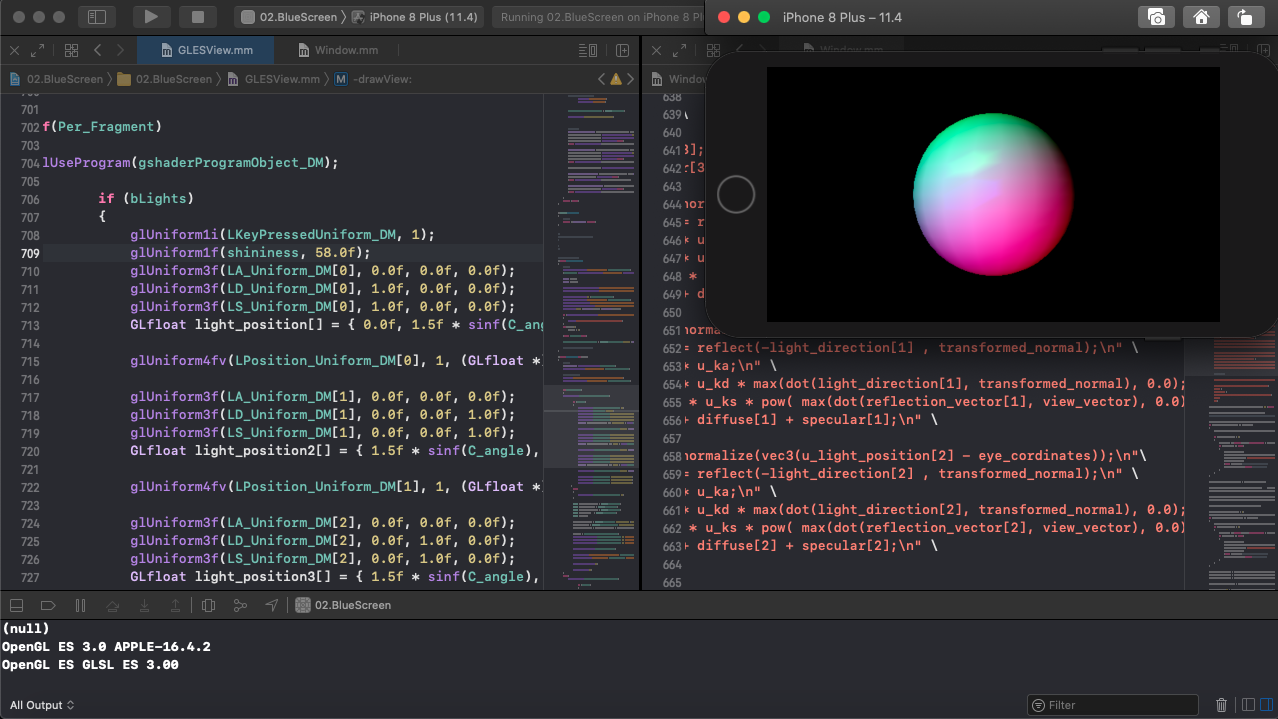 02.BlueScreen
iPhone 8 Plus (11.4)
Running 02.BlueScreen on iPhone 8 Pl
iPhone 8 Plus – 11.4
GLESView.mm
Window.mm
Window.mm
02.BlueScreen
02.BlueScreen
GLESView.mm
M
-drawView:
Windo
701
702 f(Per_Fragment)
703
704 lUseProgram(gshaderProgramObject_DM);
705
706 if (bLights)
707 {
708 glUniform1i(LKeyPressedUniform_DM, 1);
709 glUniform1f(shininess, 58.0f);
710 glUniform3f(LA_Uniform_DM[0], 0.0f, 0.0f, 0.0f);
711 glUniform3f(LD_Uniform_DM[0], 1.0f, 0.0f, 0.0f);
712 glUniform3f(LS_Uniform_DM[0], 1.0f, 0.0f, 0.0f);
713 GLfloat light_position[] = { 0.0f, 1.5f * sinf(C_ang
714
715 glUniform4fv(LPosition_Uniform_DM[0], 1, (GLfloat *
716
717 glUniform3f(LA_Uniform_DM[1], 0.0f, 0.0f, 0.0f);
718 glUniform3f(LD_Uniform_DM[1], 0.0f, 0.0f, 1.0f);
719 glUniform3f(LS_Uniform_DM[1], 0.0f, 0.0f, 1.0f);
720 GLfloat light_position2[] = { 1.5f * sinf(C_angle),
721
722 glUniform4fv(LPosition_Uniform_DM[1], 1, (GLfloat *
723
724 glUniform3f(LA_Uniform_DM[2], 0.0f, 0.0f, 0.0f);
725 glUniform3f(LD_Uniform_DM[2], 0.0f, 1.0f, 0.0f);
726 glUniform3f(LS_Uniform_DM[2], 0.0f, 1.0f, 0.0f);
727 GLfloat light_position3[] = { 1.5f * sinf(C_angle),
638
639 \
640
641 3];
642 r[3
643
644 nor
645 = re
646 * u
647 * u
648 *
649 + d
650
651 norma
652 = reflect(-light_direction[1] , transformed_normal);\n" \
653 * u_ka;\n" \
654 * u_kd * max(dot(light_direction[1], transformed_normal), 0.0);
655 * u_ks * pow( max(dot(reflection_vector[1], view_vector), 0.0)
656 + diffuse[1] + specular[1];\n" \
657
658 normalize(vec3(u_light_position[2] - eye_cordinates));\n"\
659 = reflect(-light_direction[2] , transformed_normal);\n" \
660 * u_ka;\n" \
661 * u_kd * max(dot(light_direction[2], transformed_normal), 0.0);
662 * u_ks * pow( max(dot(reflection_vector[2], view_vector), 0.0)
663 + diffuse[2] + specular[2];\n" \
664
665
02.BlueScreen
(null)
OpenGL ES 3.0 APPLE-16.4.2
OpenGL ES GLSL ES 3.00
All Output
Filter